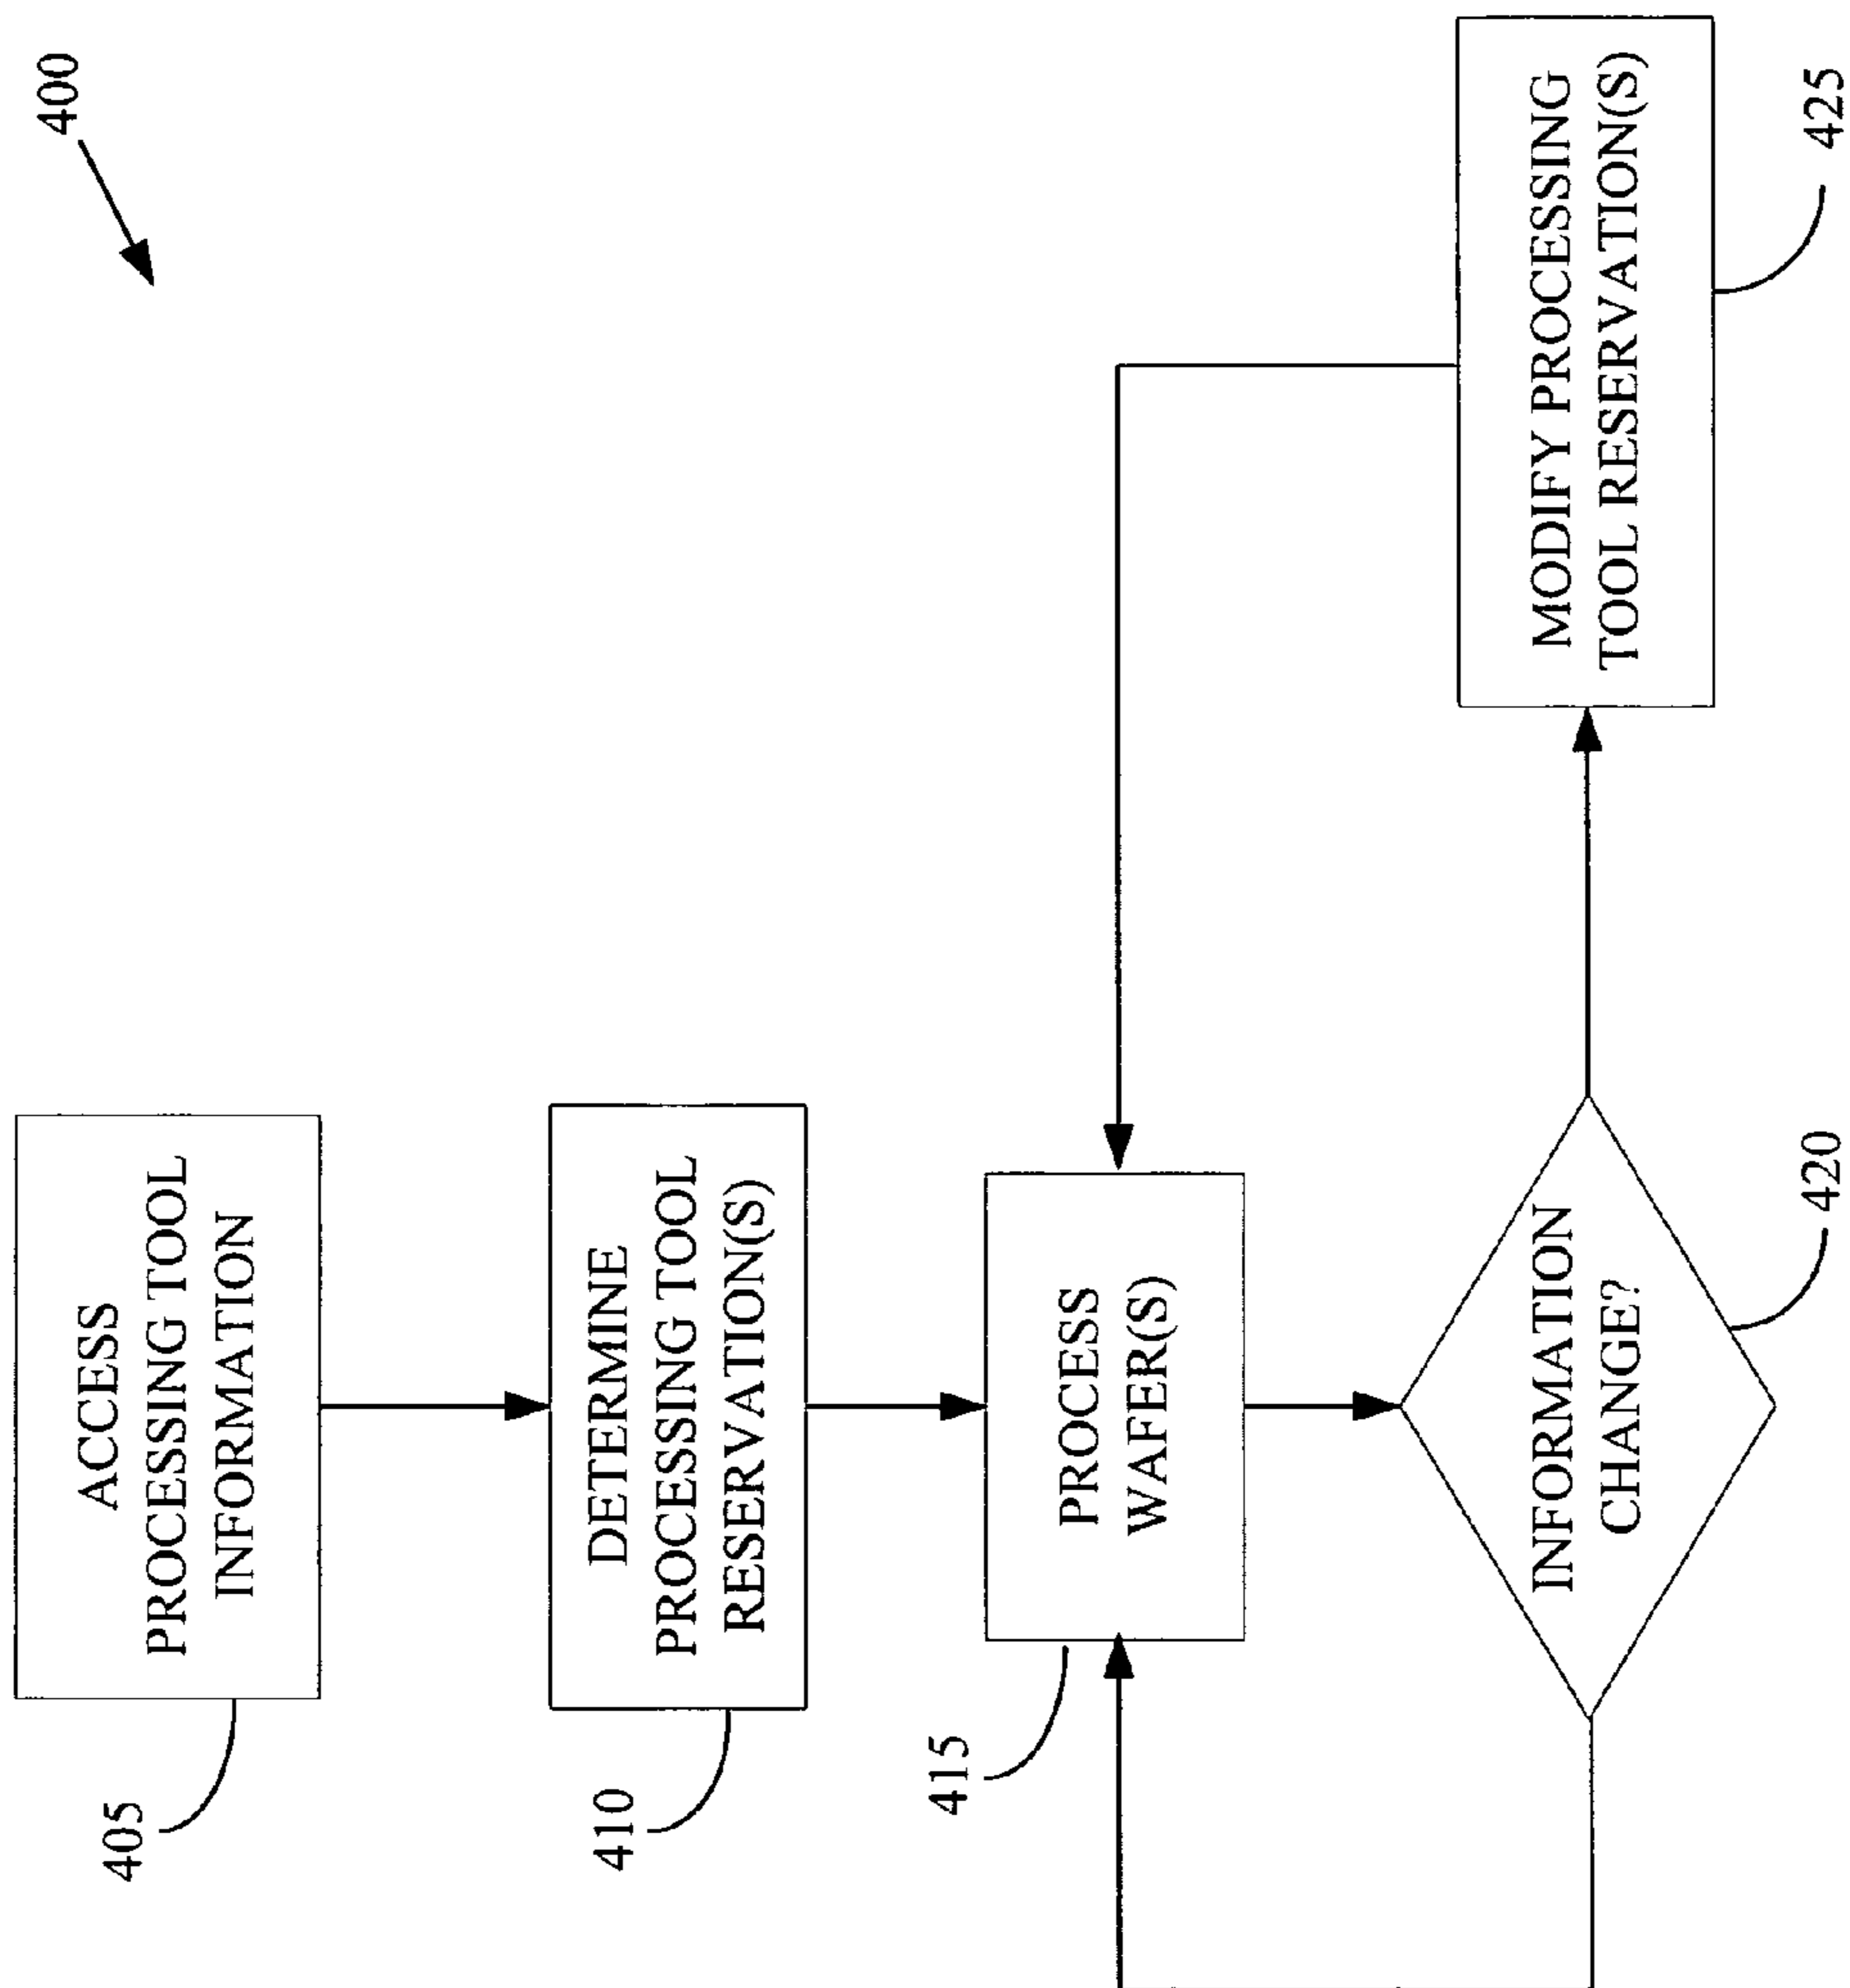 400
ACCESS
PROCESSING TOOL
INFORMATION
405
DETERMINE
PROCESSING TOOL
RESERVATION(S)
410
PROCESS
WAFER(S)
415
INFORMATION
CHANGE?
420
MODIFY PROCESSING
TOOL RESERVATION(S)
425